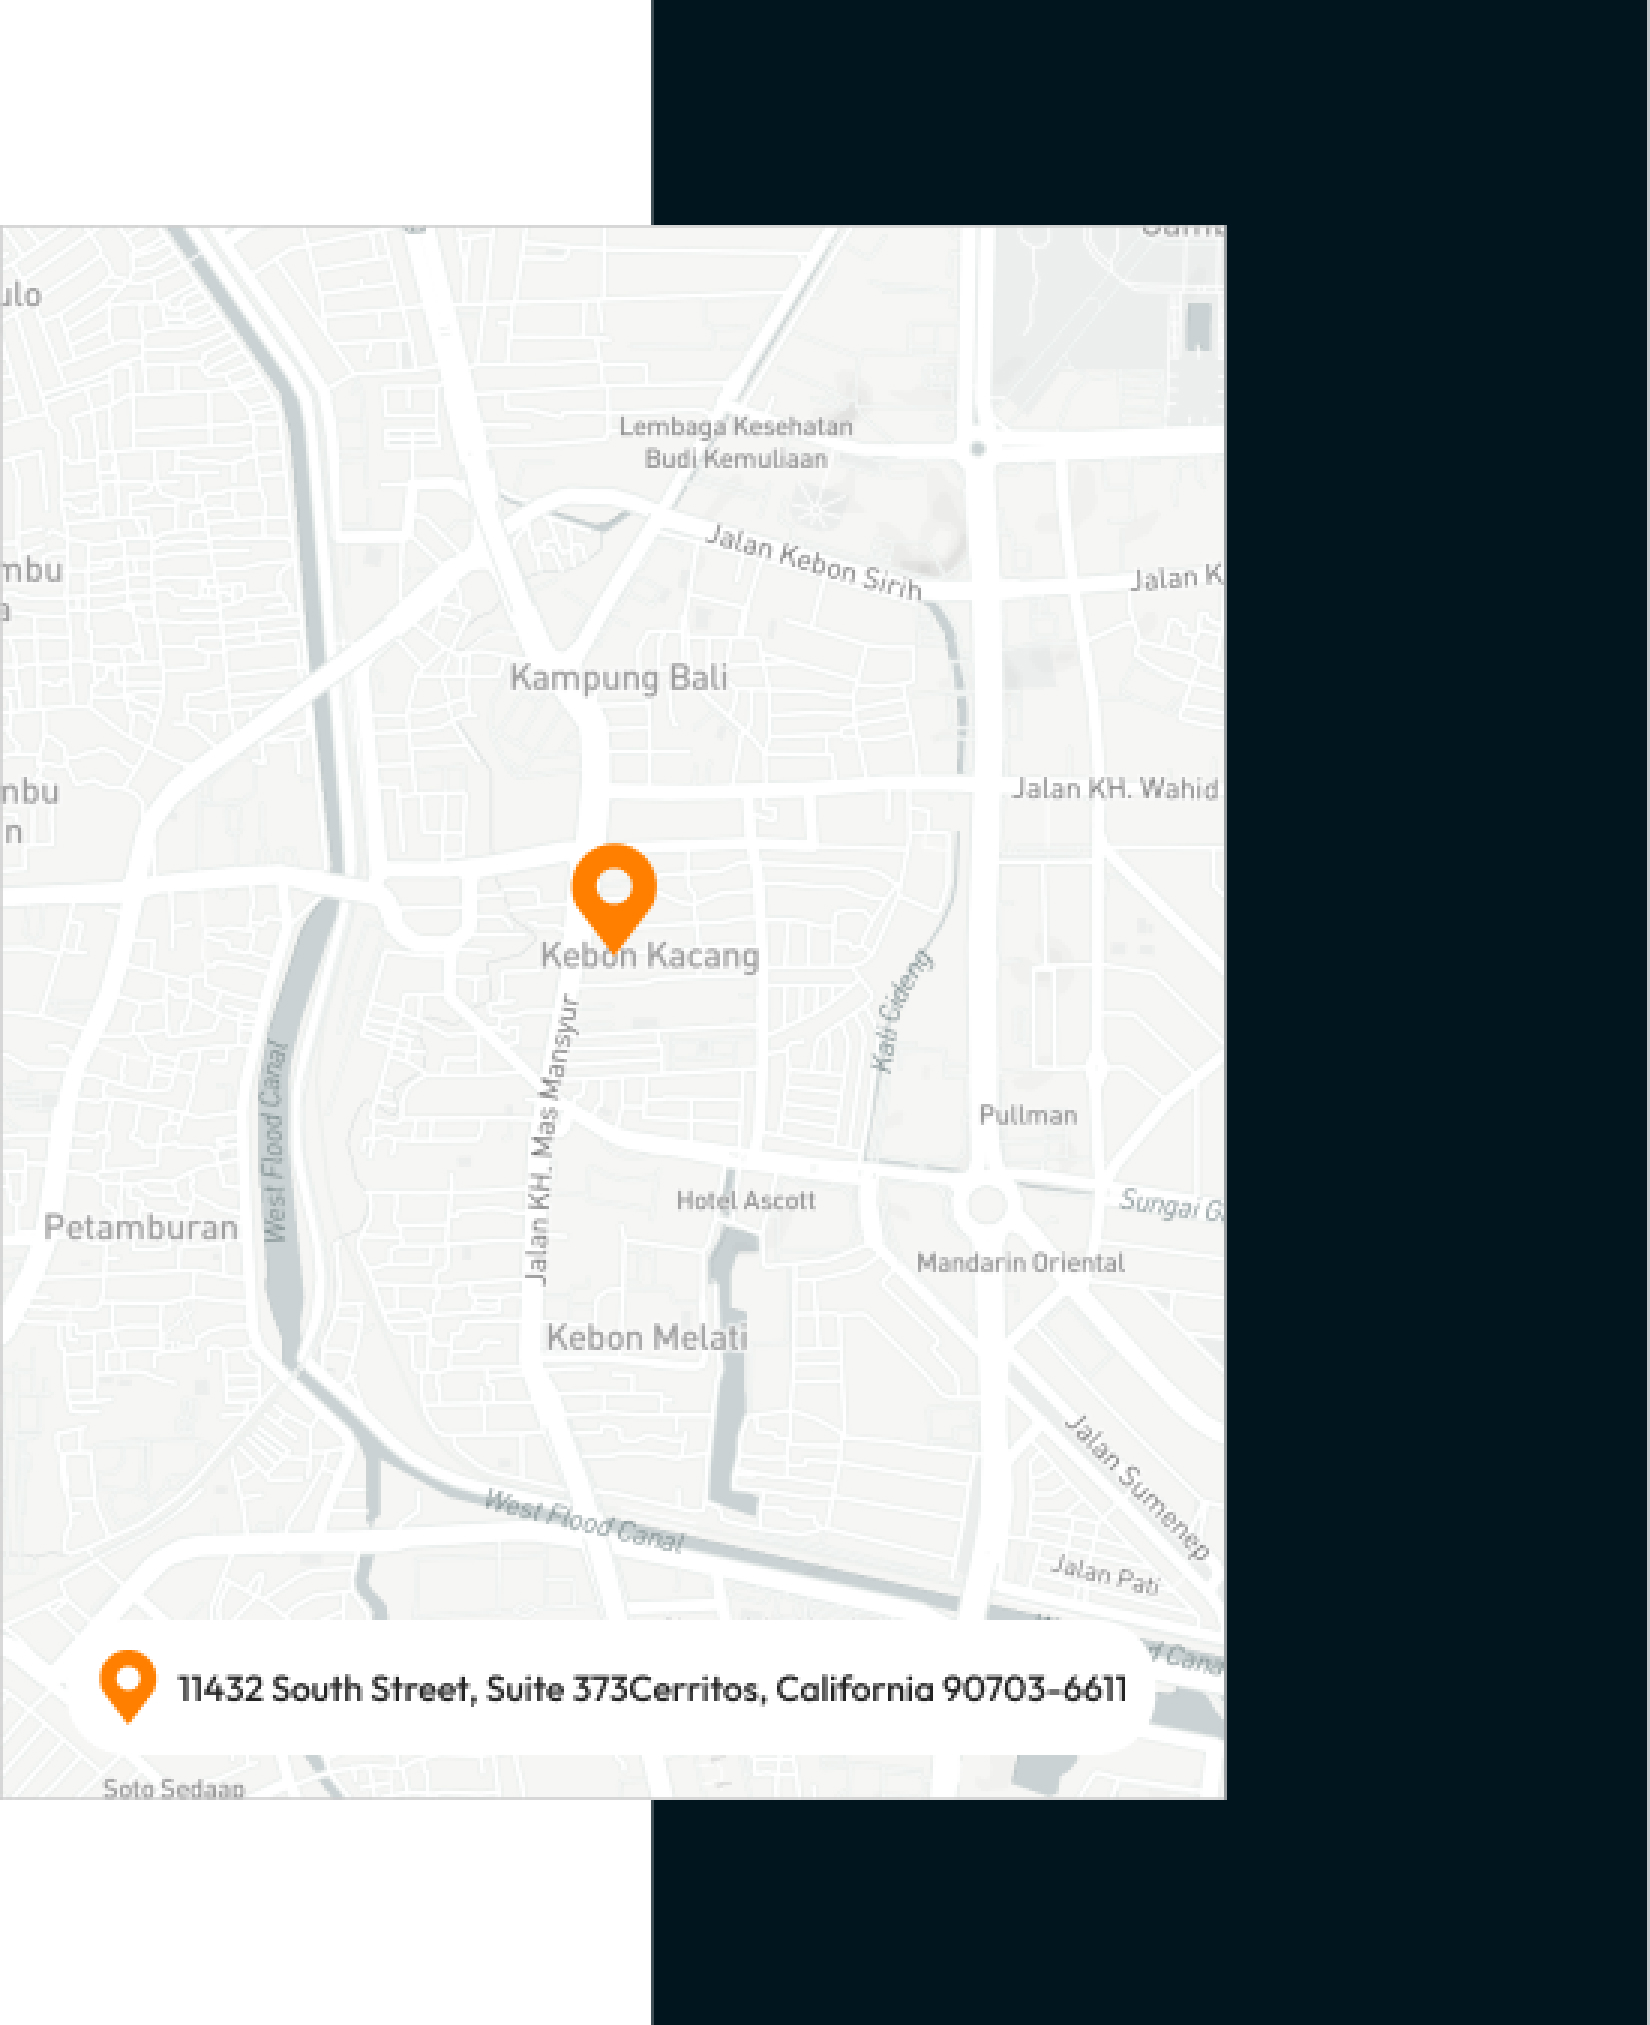 ulo
Lembaga Kesehatan
Budi Kemuliaan
Jalan Kebon Sirih
Jalan K
mbu
a
Kampung Bali
Jalan KH. Wahid
mbu
n
Kebon Kacang
Kali Cideng
Jalan KH. Mas Mansyur
West Flood Canal
Pullman
Hotel Ascott
Sungai G
Petamburan
Mandarin Oriental
Kebon Melati
Jalan Sumenep
West Flood Canal
Jalan Pati
d Cana
11432 South Street, Suite 373Cerritos, California 90703-6611
Soto Sedaap